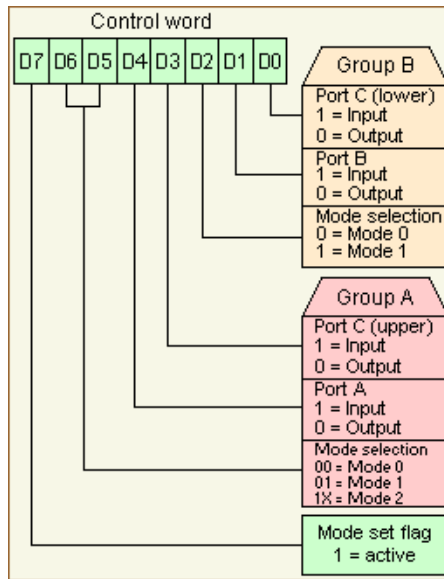 Control word
D7 D6 D5 D4 D3 D2 D1 D0
Group B
Port C (lower)
1 = Input
0 = Output
Port B
1 = Input
0 = Output
Mode selection
0 = Mode 0
1 = Mode 1
Group A
Port C (upper)
1 = Input
0 = Output
Port A
1 = Input
0 = Output
Mode selection
00 = Mode 0
01 = Mode 1
1X = Mode 2
Mode set flag
1 = active